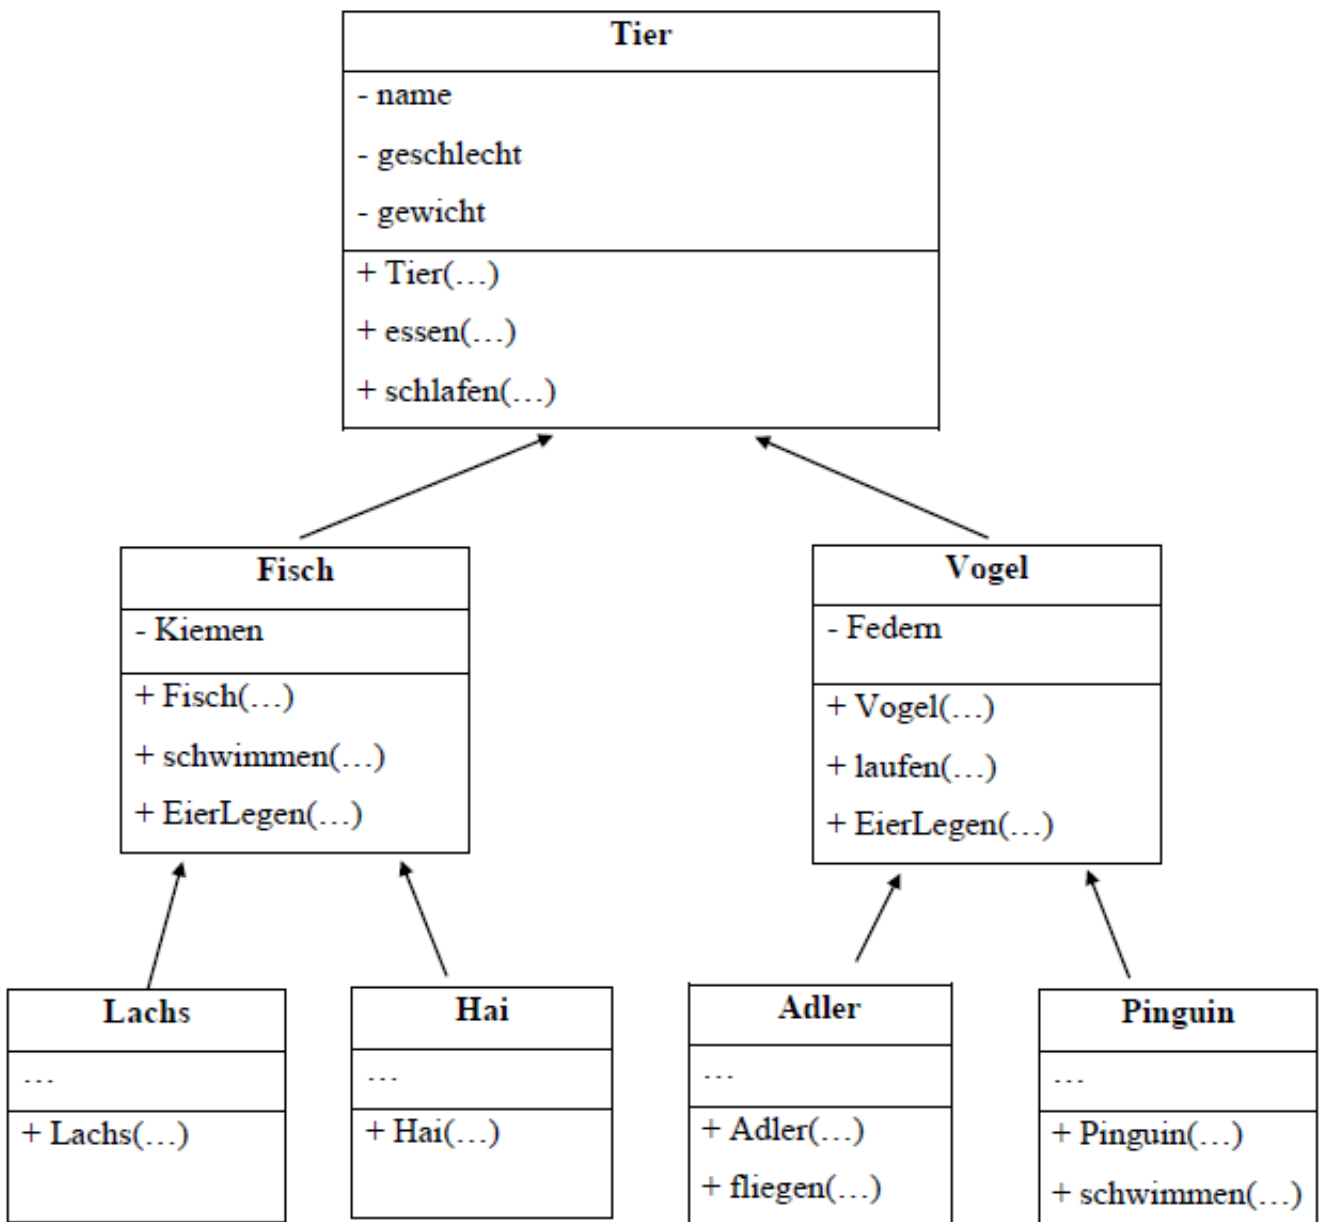 Tier
- name
- geschlecht
- gewicht
+ Tier(…)
+ essen(…)
+ schlafen(…)
Fisch
- Kiemen
+ Fisch(…)
+ schwimmen(…)
+ EierLegen(…)
Vogel
- Federn
+ Vogel(…)
+ laufen(…)
+ EierLegen(…)
Lachs
…
+ Lachs(…)
Hai
…
+ Hai(…)
Adler
…
+ Adler(…)
+ fliegen(…)
Pinguin
…
+ Pinguin(…)
+ schwimmen(…)